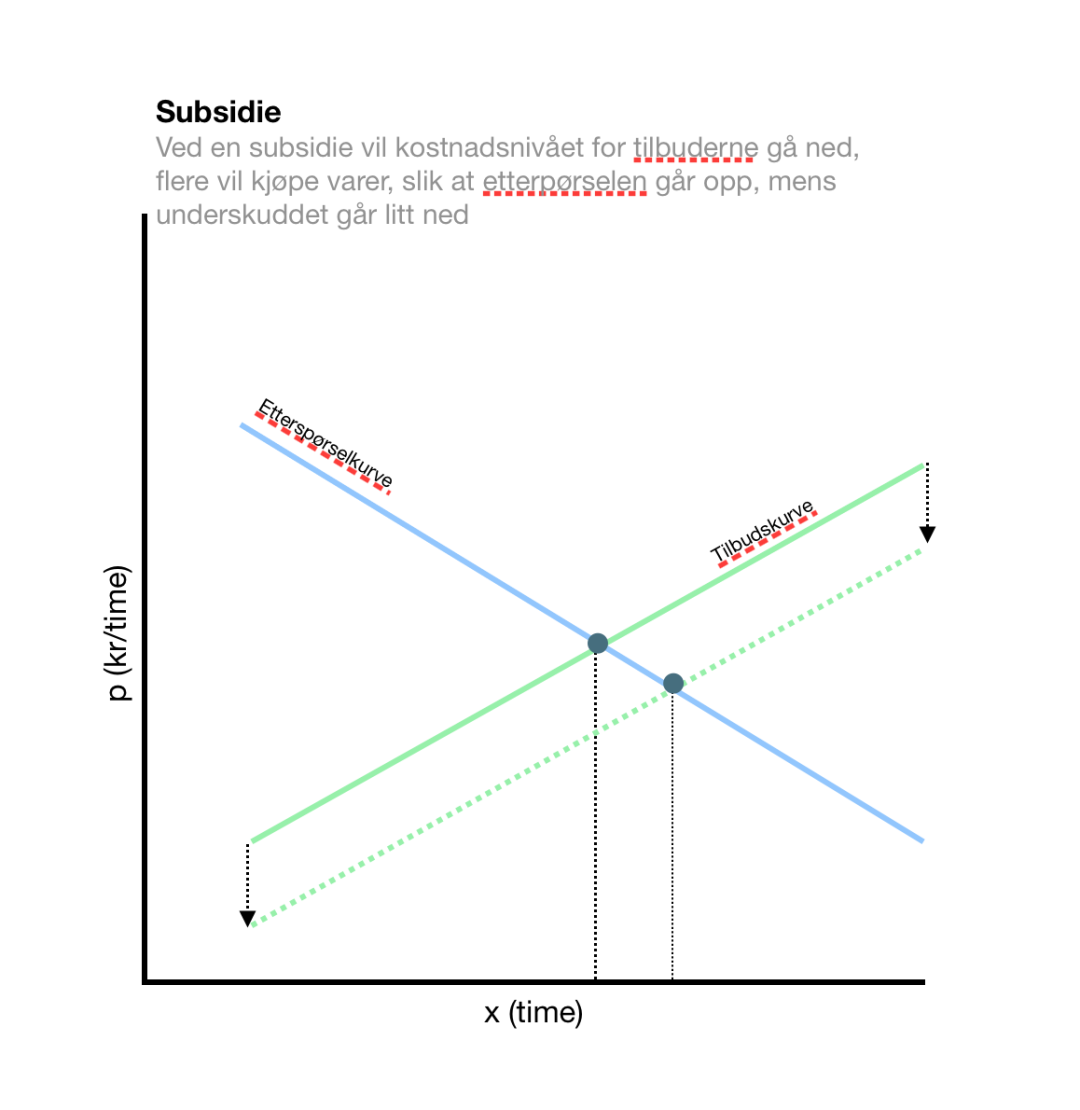 Subsidie
Ved en subsidie vil kostnadsnivået for tilbuderne gå ned,
flere vil kjøpe varer, slik at etterpørselen går opp, mens
underskuddet går litt ned
Etterspørselkurve
Tilbudskurve
p (kr/time)
x (time)